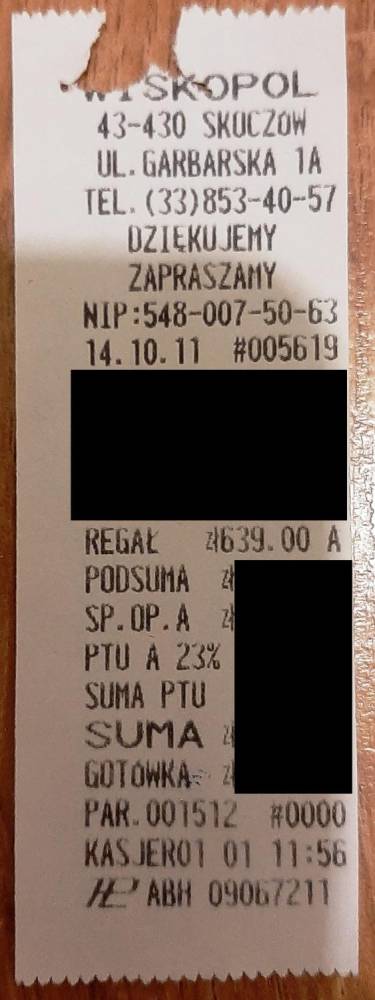 WISKOPOL
43-430 SKOCZOW
UL.GARBARSKA 1A
TEL.(33)853-40-57
DZIĘKUJEMY
ZAPRASZAMY
NIP:548-007-50-63
14.10.11 #005619
REGAŁ zł639.00 A
PODSUMA zł
SP.OP.A zł
PTU A 23%
SUMA PTU
SUMA zł
GOTÓWKA zł
PAR.001512 #0000
KASJER01 01 11:56
ABH 09067211